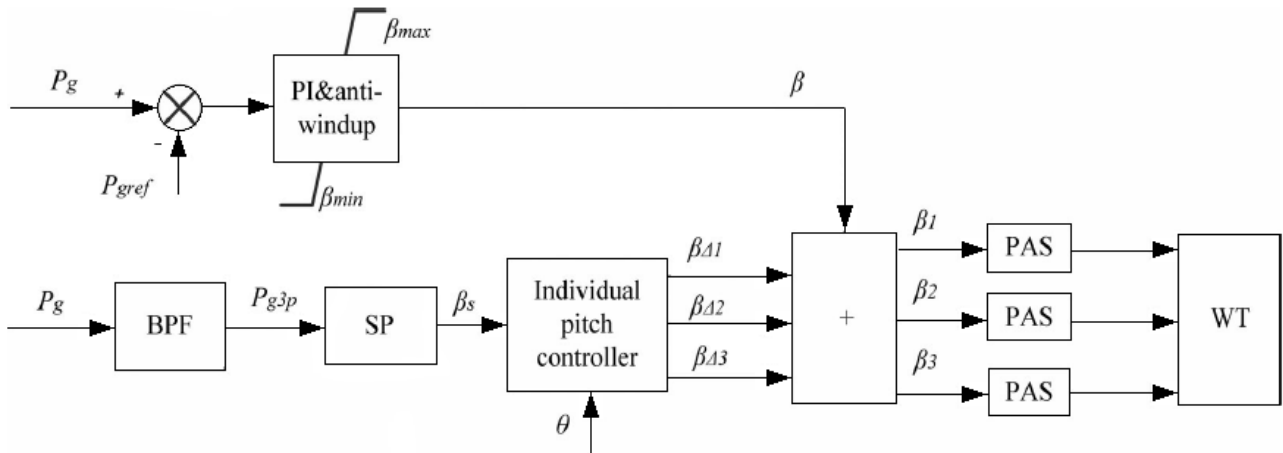 βmax
Pg
+
PI&anti-
windup
β
-
Pgref
βmin
βΔ1
β1
PAS
Pg
BPF
Pg3p
SP
βs
Individual
pitch
controller
βΔ2
+
β2
PAS
WT
βΔ3
β3
PAS
θ